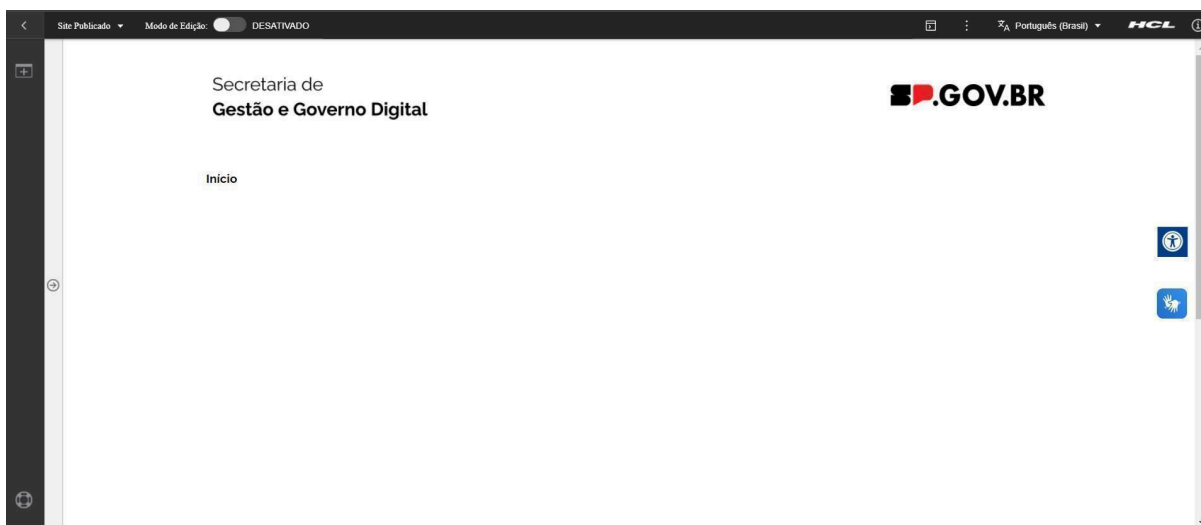 Site Publicado Modo de Edição: DESATIVADO Português (Brasil) HCL
Secretaria de
Gestão e Governo Digital
SP.GOV.BR
Início